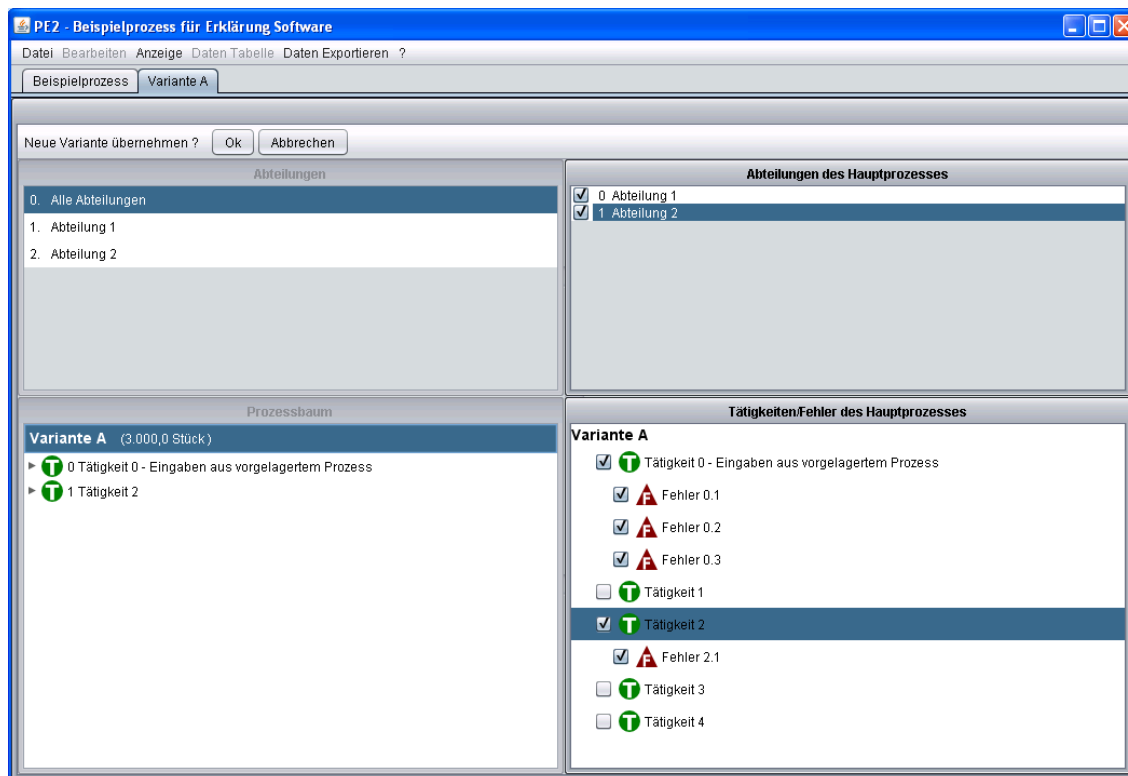 PE2 - Beispielprozess für Erklärung Software
Datei Bearbeiten Anzeige Daten Tabelle Daten Exportieren ?
Beispielprozess Variante A
Neue Variante übernehmen ? Ok Abbrechen
Abteilungen
0. Alle Abteilungen
1. Abteilung 1
2. Abteilung 2
Abteilungen des Hauptprozesses
0 Abteilung 1
1 Abteilung 2
Prozessbaum
Variante A (3.000,0 Stück)
T 0 Tätigkeit 0 - Eingaben aus vorgelagertem Prozess
T 1 Tätigkeit 2
Tätigkeiten/Fehler des Hauptprozesses
Variante A
T Tätigkeit 0 - Eingaben aus vorgelagertem Prozess
F Fehler 0.1
F Fehler 0.2
F Fehler 0.3
T Tätigkeit 1
T Tätigkeit 2
F Fehler 2.1
T Tätigkeit 3
T Tätigkeit 4